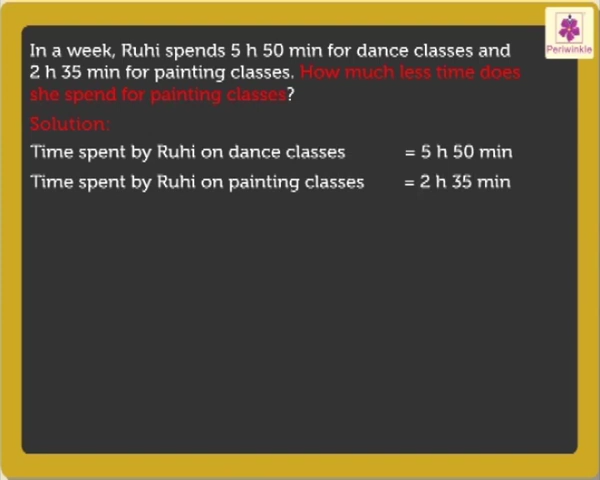 In a week, Ruhi spends 5 h 50 min for dance classes and
2 h 35 min for painting classes. How much less time does
she spend for painting classes?
Solution:
Time spent by Ruhi on dance classes = 5 h 50 min
Time spent by Ruhi on painting classes = 2 h 35 min
Periwinkle